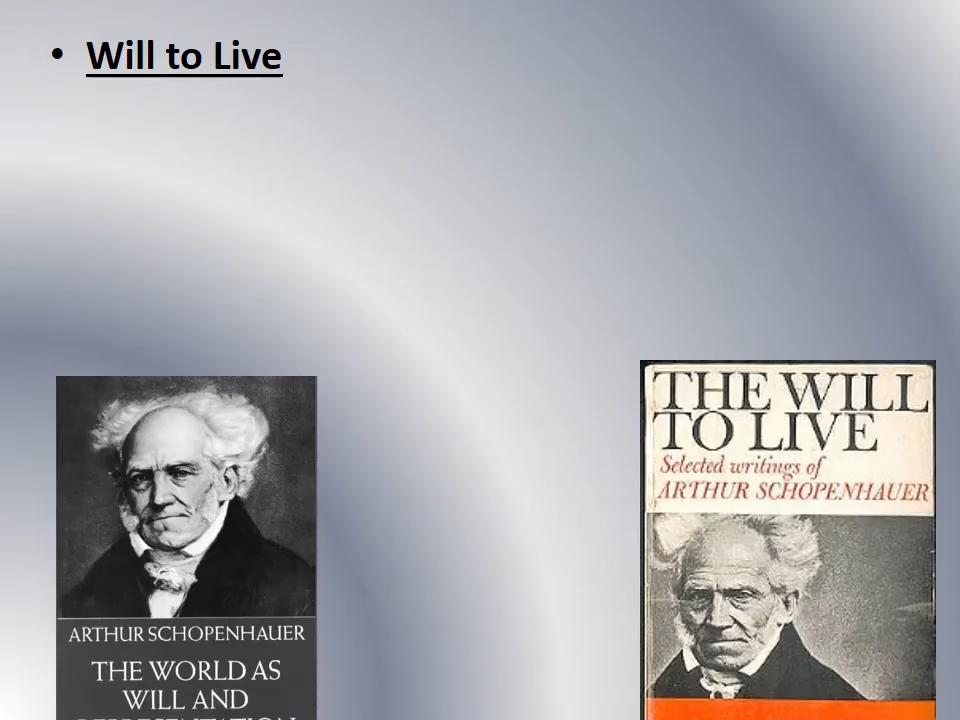 • Will to Live
THE WILL
TO LIVE
Selected writings of
ARTHUR SCHOPENHAUER
ARTHUR SCHOPENHAUER
THE WORLD AS
WILL AND
REPRESENTATION